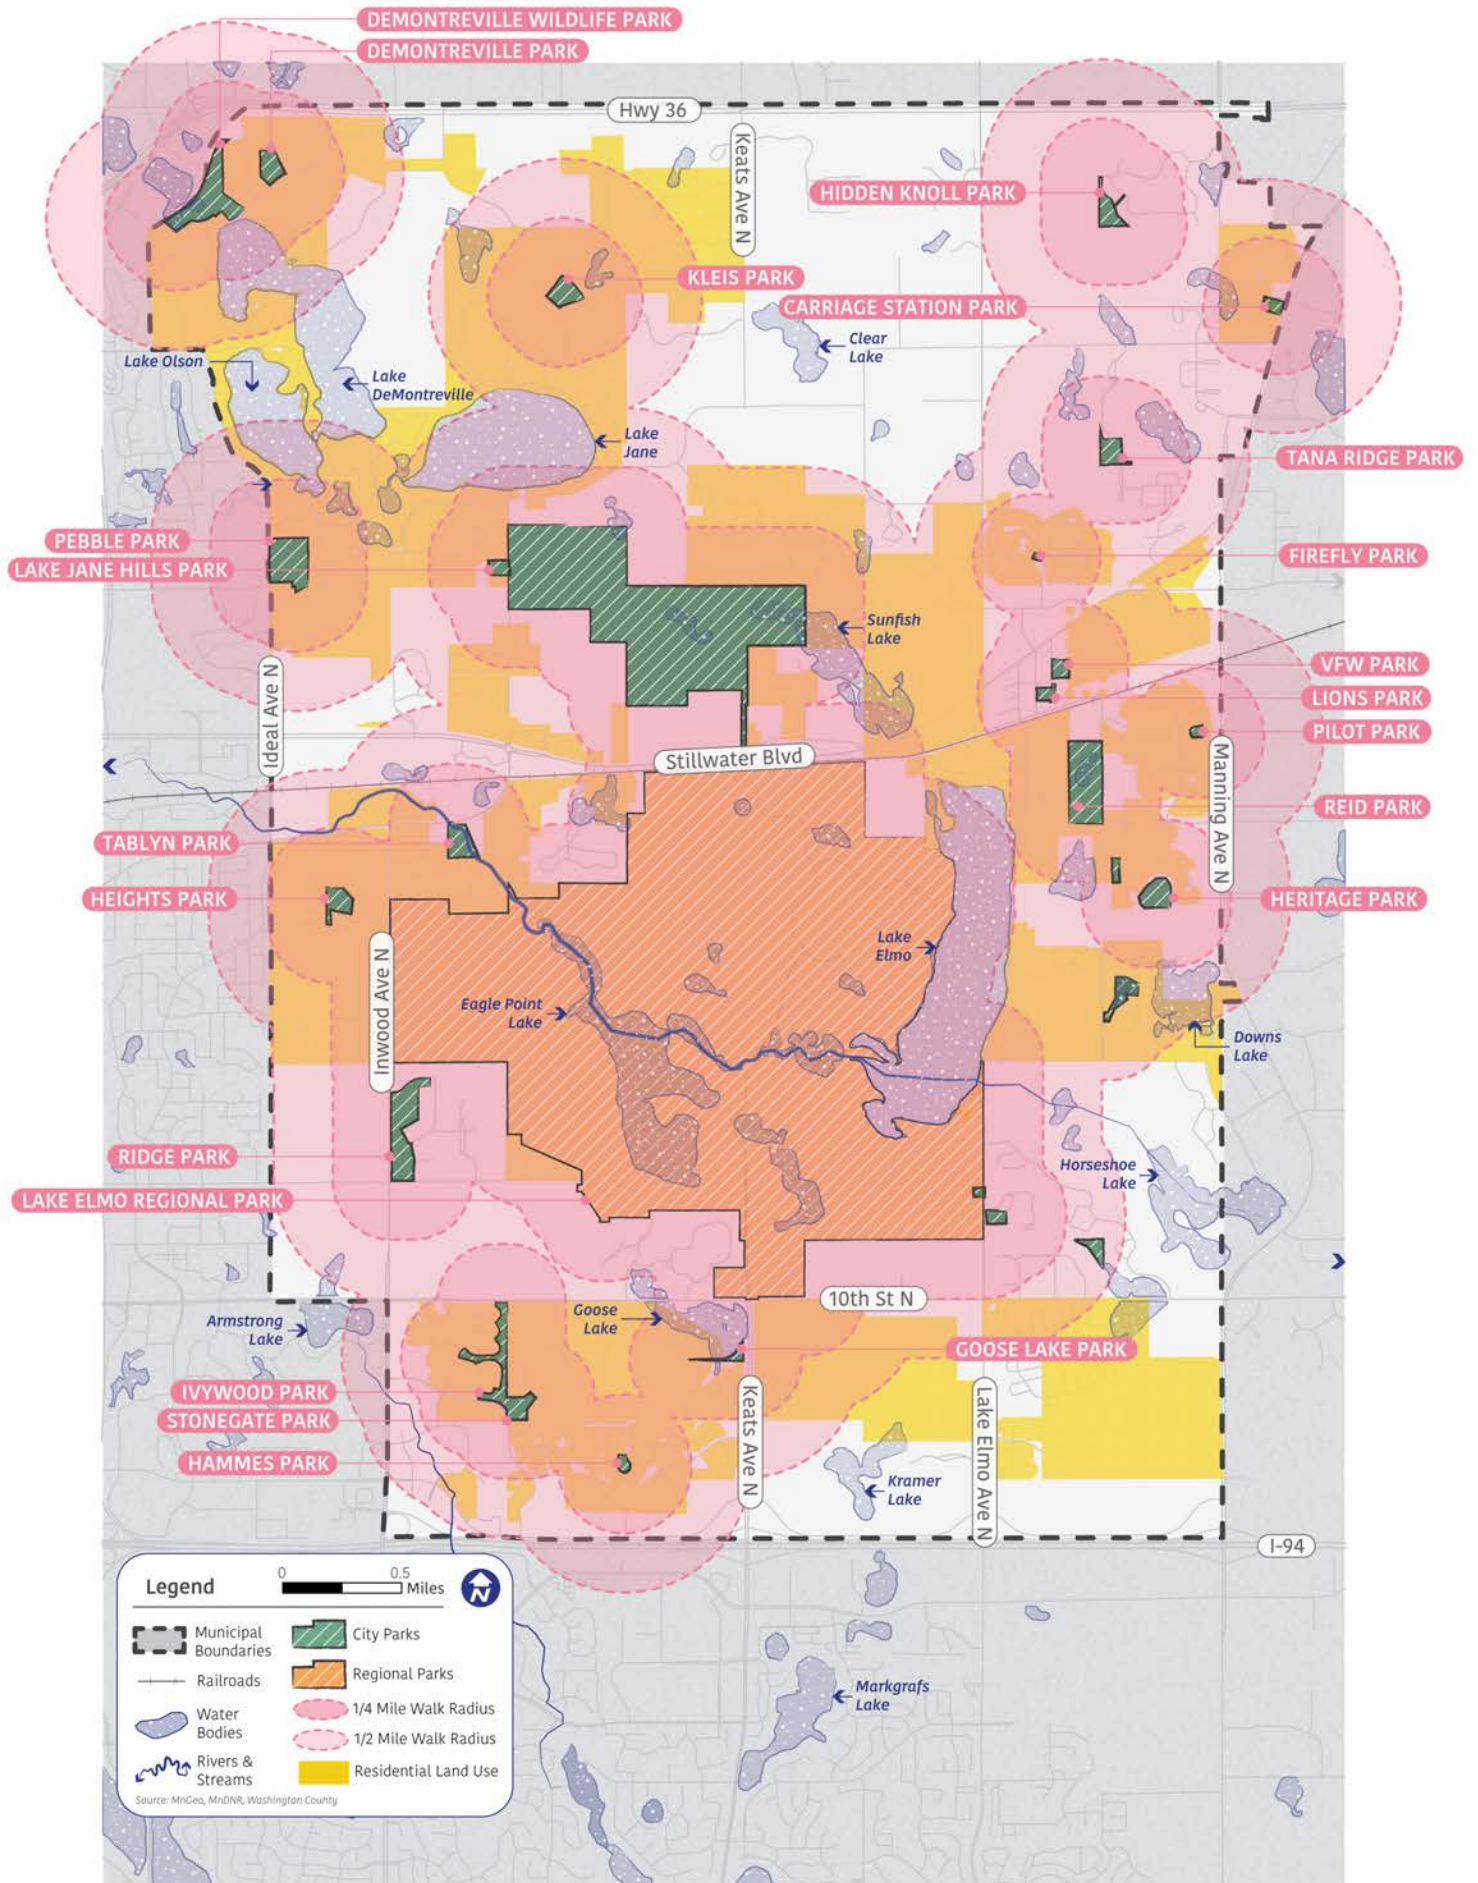 DEMONTREVILLE WILDLIFE PARK
DEMONTREVILLE PARK
Hwy 36
Keats Ave N
HIDDEN KNOLL PARK
KLEIS PARK
CARRIAGE STATION PARK
Clear
Lake
Lake Olson
Lake
DeMontreville
Lake
Jane
TANA RIDGE PARK
PEBBLE PARK
LAKE JANE HILLS PARK
FIREFLY PARK
Sunfish
Lake
VFW PARK
LIONS PARK
PILOT PARK
Ideal Ave N
Stillwater Blvd
Manning Ave N
REID PARK
TABLYN PARK
HEIGHTS PARK
HERITAGE PARK
Inwood Ave N
Lake
Elmo
Eagle Point
Lake
Downs
Lake
RIDGE PARK
Horseshoe
Lake
LAKE ELMO REGIONAL PARK
10th St N
Armstrong
Lake
Goose
Lake
GOOSE LAKE PARK
IVYWOOD PARK
STONEGATE PARK
HAMMES PARK
Keats Ave N
Lake Elmo Ave N
Kramer
Lake
I-94
Legend
0 0.5
Miles
N
Municipal
Boundaries
City Parks
Railroads
Regional Parks
Water
Bodies
1/4 Mile Walk Radius
1/2 Mile Walk Radius
Rivers &
Streams
Residential Land Use
Source: MnGeo, MnDNR, Washington County
Markgrafs
Lake